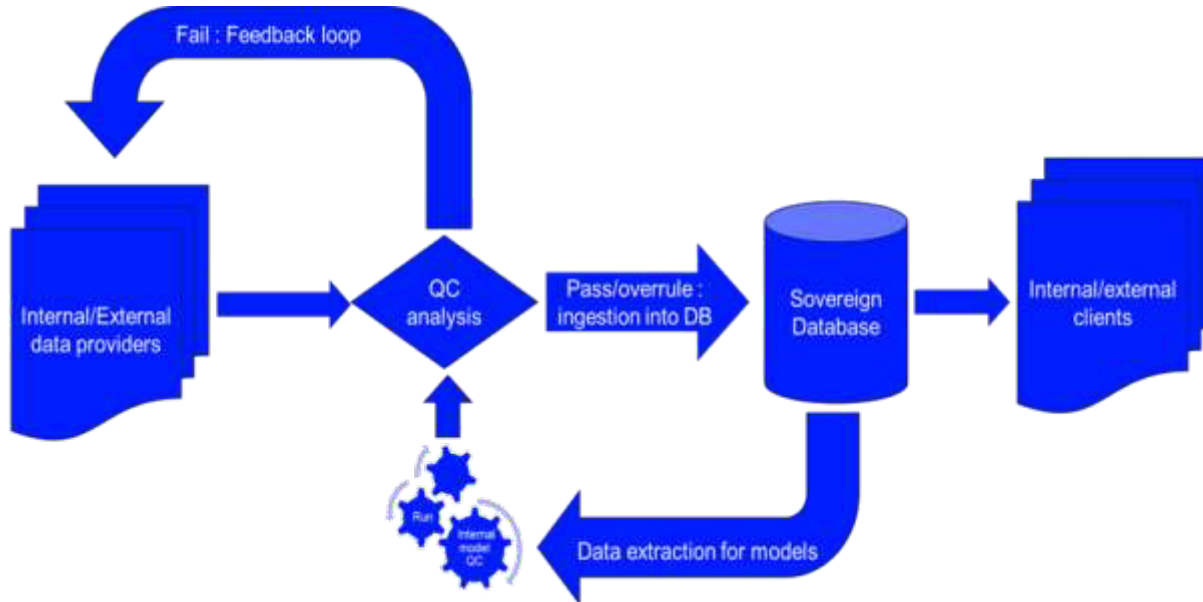 Fail : Feedback loop
Internal/External
data providers
QC
analysis
Pass/overrule :
ingestion into DB
Sovereign
Database
Internal/external
clients
Run
Internal
model
QC
Data extraction for models